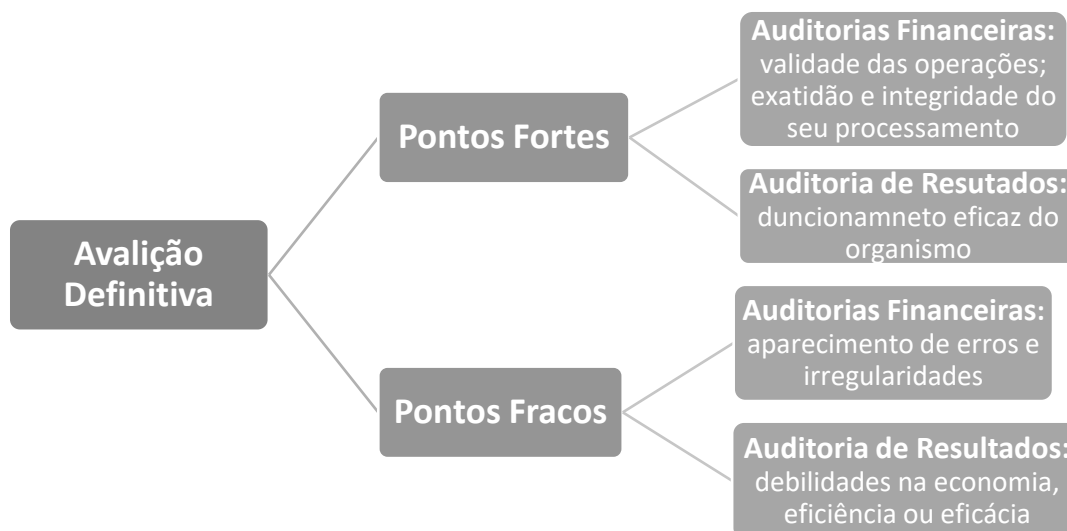 Avalição
Definitiva
Pontos Fortes
Auditorias Financeiras:
validade das operações;
exatidão e integridade do
seu processamento
Auditoria de Resutados:
duncionamneto eficaz do
organismo
Pontos Fracos
Auditorias Financeiras:
aparecimento de erros e
irregularidades
Auditoria de Resultados:
debilidades na economia,
eficiência ou eficácia